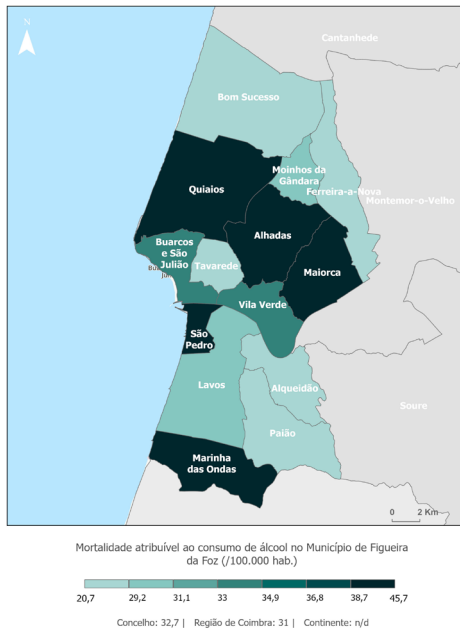 N
Cantanhede
Bom Sucesso
Moinhos da
Gândara
Quiaios
Ferreira-a-Nova
Montemor-o-Velho
Alhadas
Buarcos
e São
Julião
Tavarede
Maiorca
Vila Verde
São
Pedro
Lavos
Alqueidão
Soure
Paião
Marinha
das Ondas
0 2 Km
Mortalidade atribuível ao consumo de álcool no Município de Figueira
da Foz (/100.000 hab.)
20,7 29,2 31,1 33 34,9 36,8 38,7 45,7
Concelho: 32,7 | Região de Coimbra: 31 | Continente: n/d